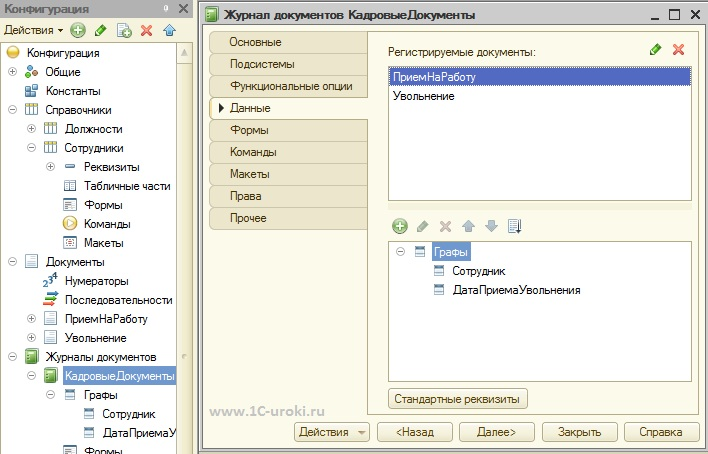 Конфигурация
Действия
Конфигурация
Общие
Константы
Справочники
Должности
Сотрудники
Реквизиты
Табличные части
Формы
Команды
Макеты
Документы
Нумераторы
Последовательности
ПриемНаРаботу
Увольнение
Журналы документов
КадровыеДокументы
Графы
Сотрудник
ДатаПриемаУ
Формы
Журнал документов КадровыеДокументы
Основные
Подсистемы
Функциональные опции
Данные
Формы
Команды
Макеты
Права
Прочее
Регистрируемые документы:
ПриемНаРаботу
Увольнение
Графы
Сотрудник
ДатаПриемаУвольнения
Стандартные реквизиты
www.1C-uroki.ru
Действия
<Назад
Далее>
Закрыть
Справка